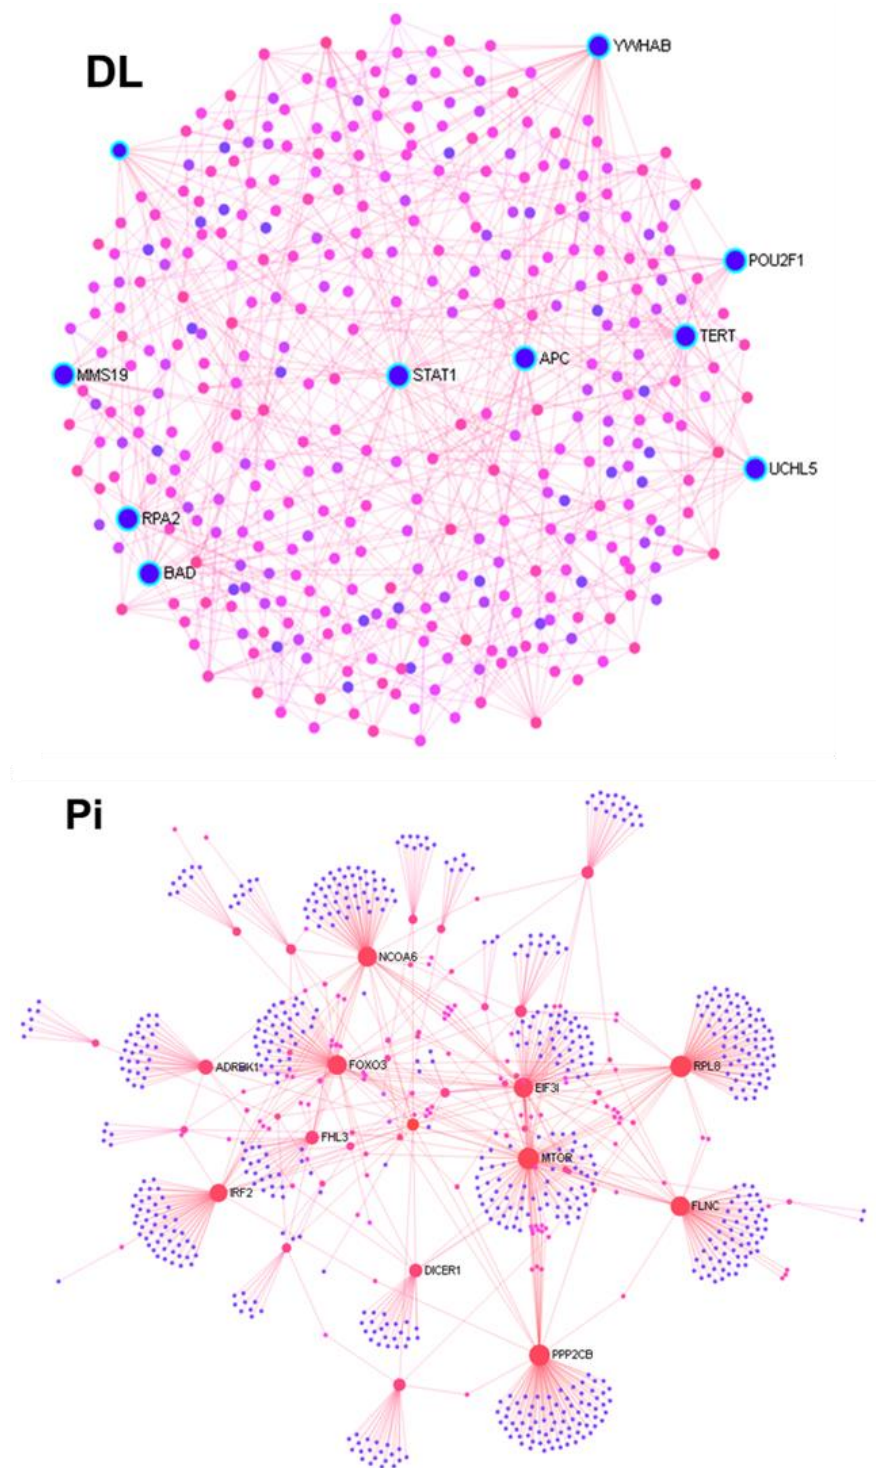 DL
YWHAB
POU2F1
TERT
APC
STAT1
MMS19
UCHL5
RPA2
BAD
Pi
NCOA6
FOXO3
ADRBK1
RPL8
EIF3I
FHL3
MTOR
IRF2
FLNC
DICER1
PPP2CB